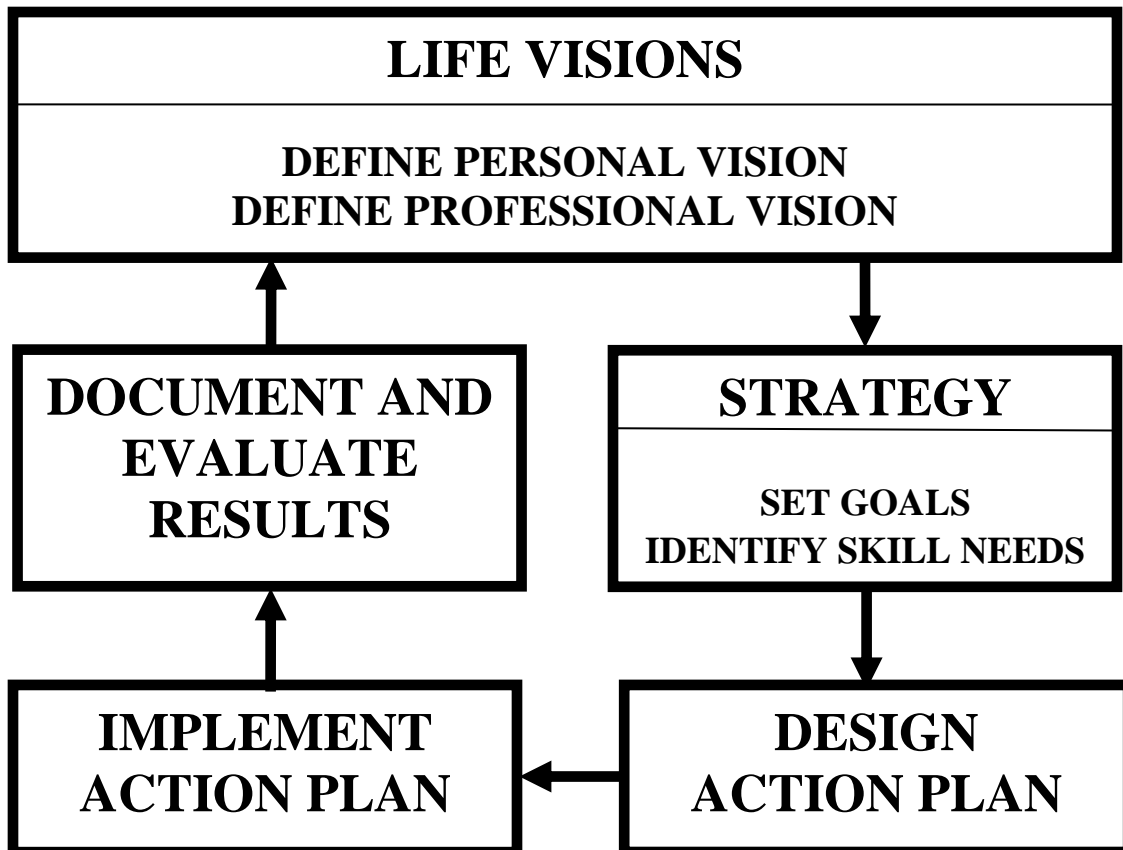 LIFE VISIONS
DEFINE PERSONAL VISION
DEFINE PROFESSIONAL VISION
DOCUMENT AND
EVALUATE
RESULTS
STRATEGY
SET GOALS
IDENTIFY SKILL NEEDS
IMPLEMENT
ACTION PLAN
DESIGN
ACTION PLAN